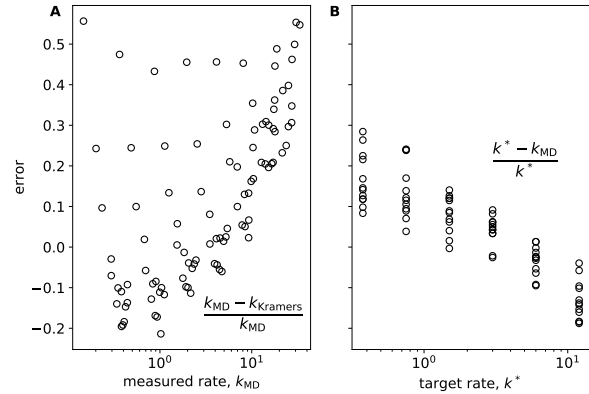 A
B
error
0.5
0.4
0.3
0.2
0.1
0.0
−0.1
−0.2
k_MD − k_Kramers
k_MD
10^0
10^1
measured rate, k_MD
k* − k_MD
k*
10^0
10^1
target rate, k*